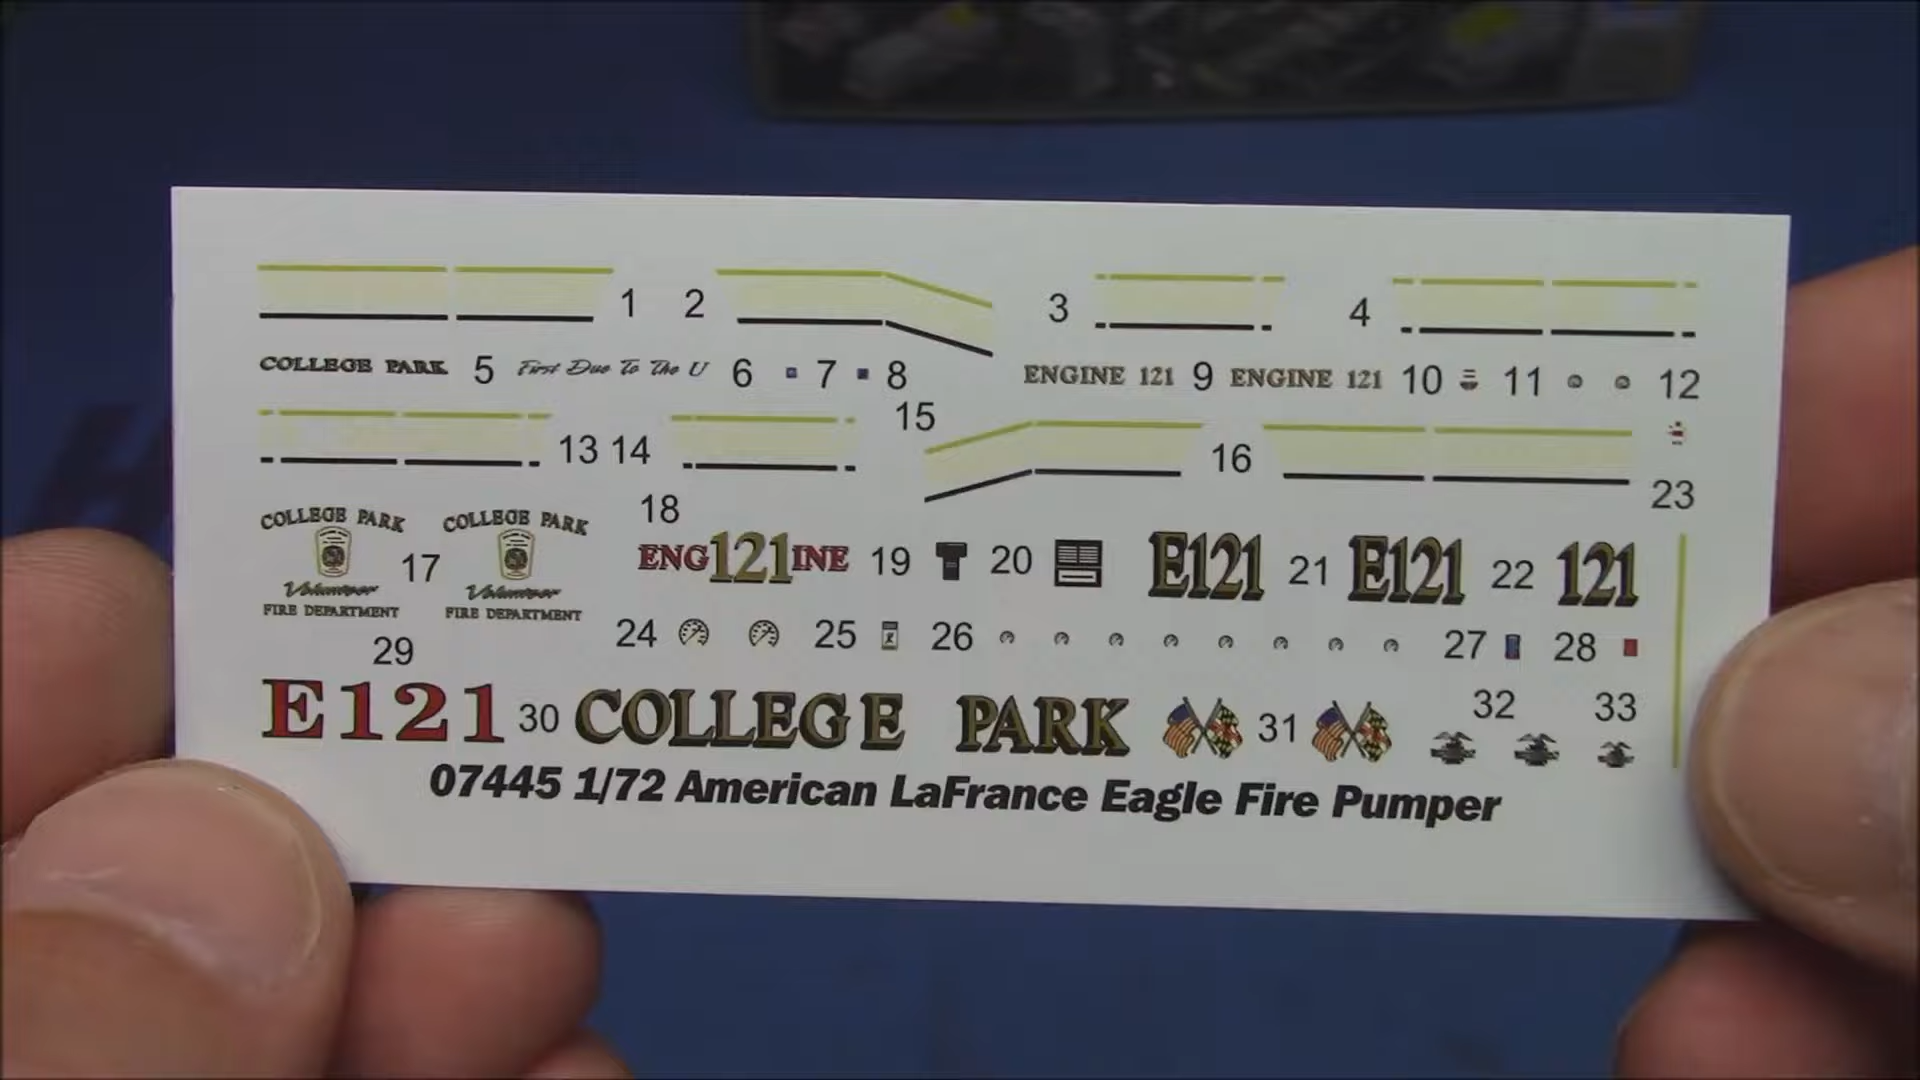 1 2 3 4
COLLEGE PARK 5 First Due To The U 6 7 8 ENGINE 121 9 ENGINE 121 10 11 12
13 14 15 16 23
COLLEGE PARK COLLEGE PARK 18
17 ENG121INE 19 20 E121 21 E121 22 121
Volunteer Volunteer
FIRE DEPARTMENT FIRE DEPARTMENT
29 24 25 26 27 28
E121 30 COLLEGE PARK 31 32 33
07445 1/72 American LaFrance Eagle Fire Pumper